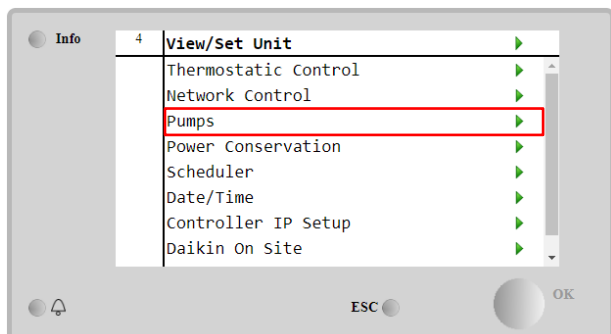 Info
4 View/Set Unit
Thermostatic Control
Network Control
Pumps
Power Conservation
Scheduler
Date/Time
Controller IP Setup
Daikin On Site
ESC
OK